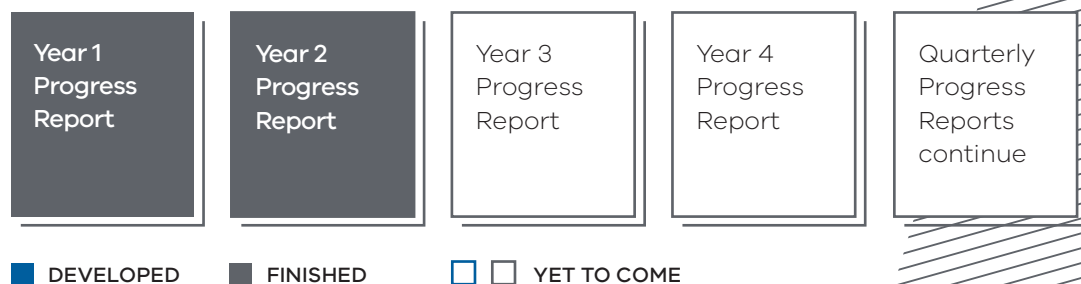 Year 1
Progress
Report
Year 2
Progress
Report
Year 3
Progress
Report
Year 4
Progress
Report
Quarterly
Progress
Reports
continue
DEVELOPED
FINISHED
YET TO COME